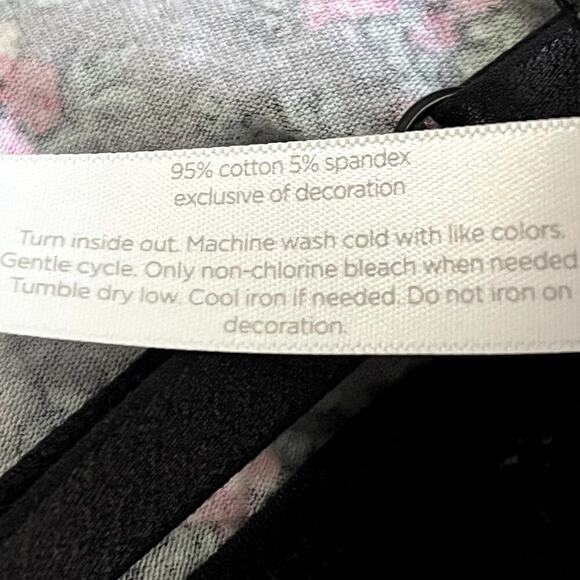 95% cotton 5% spandex
exclusive of decoration
Turn inside out. Machine wash cold with like colors.
Gentle cycle. Only non-chlorine bleach when needed
Tumble dry low. Cool iron if needed. Do not iron on
decoration.